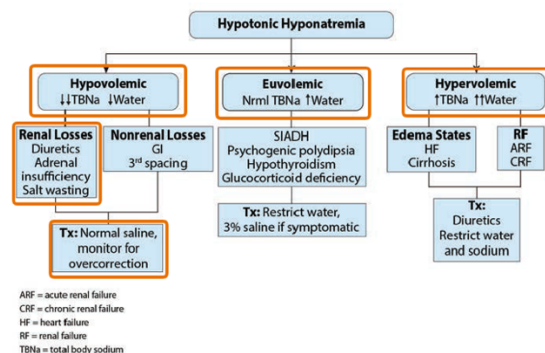 Hypotonic Hyponatremia
Hypovolemic
↓↓TBNa ↓Water
Euvolemic
Nrml TBNa ↑Water
Hypervolemic
↑TBNa ↑↑Water
Renal Losses
Diuretics
Adrenal
insufficiency
Salt wasting
Nonrenal Losses
GI
3rd spacing
SIADH
Psychogenic polydipsia
Hypothyroidism
Glucocorticoid deficiency
Edema States
HF
Cirrhosis
RF
ARF
CRF
Tx: Normal saline,
monitor for
overcorrection
Tx: Restrict water,
3% saline if symptomatic
Tx:
Diuretics
Restrict water
and sodium
ARF = acute renal failure
CRF = chronic renal failure
HF = heart failure
RF = renal failure
TBNa = total body sodium